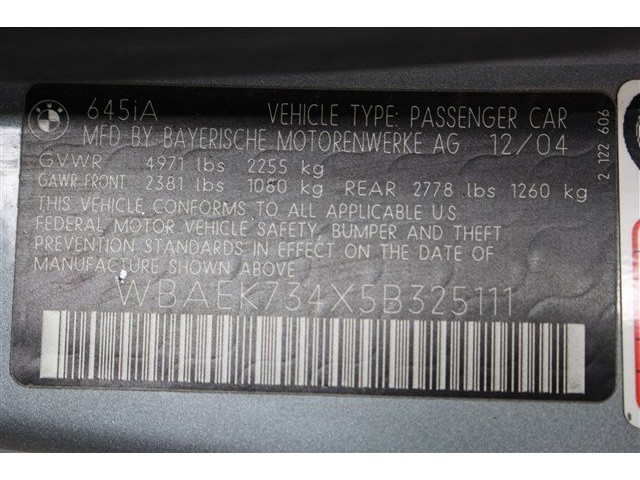 BMW
645iA VEHICLE TYPE: PASSENGER CAR
MFD BY BAYERISCHE MOTORENWERKE AG 12/04
GVWR 4971 lbs 2255 kg
GAWR FRONT 2381 lbs 1080 kg REAR 2778 lbs 1260 kg
THIS VEHICLE CONFORMS TO ALL APPLICABLE U.S.
FEDERAL MOTOR VEHICLE SAFETY, BUMPER AND THEFT
PREVENTION STANDARDS IN EFFECT ON THE DATE OF
MANUFACTURE SHOWN ABOVE
WBAEK734X5B325111
2 122 606